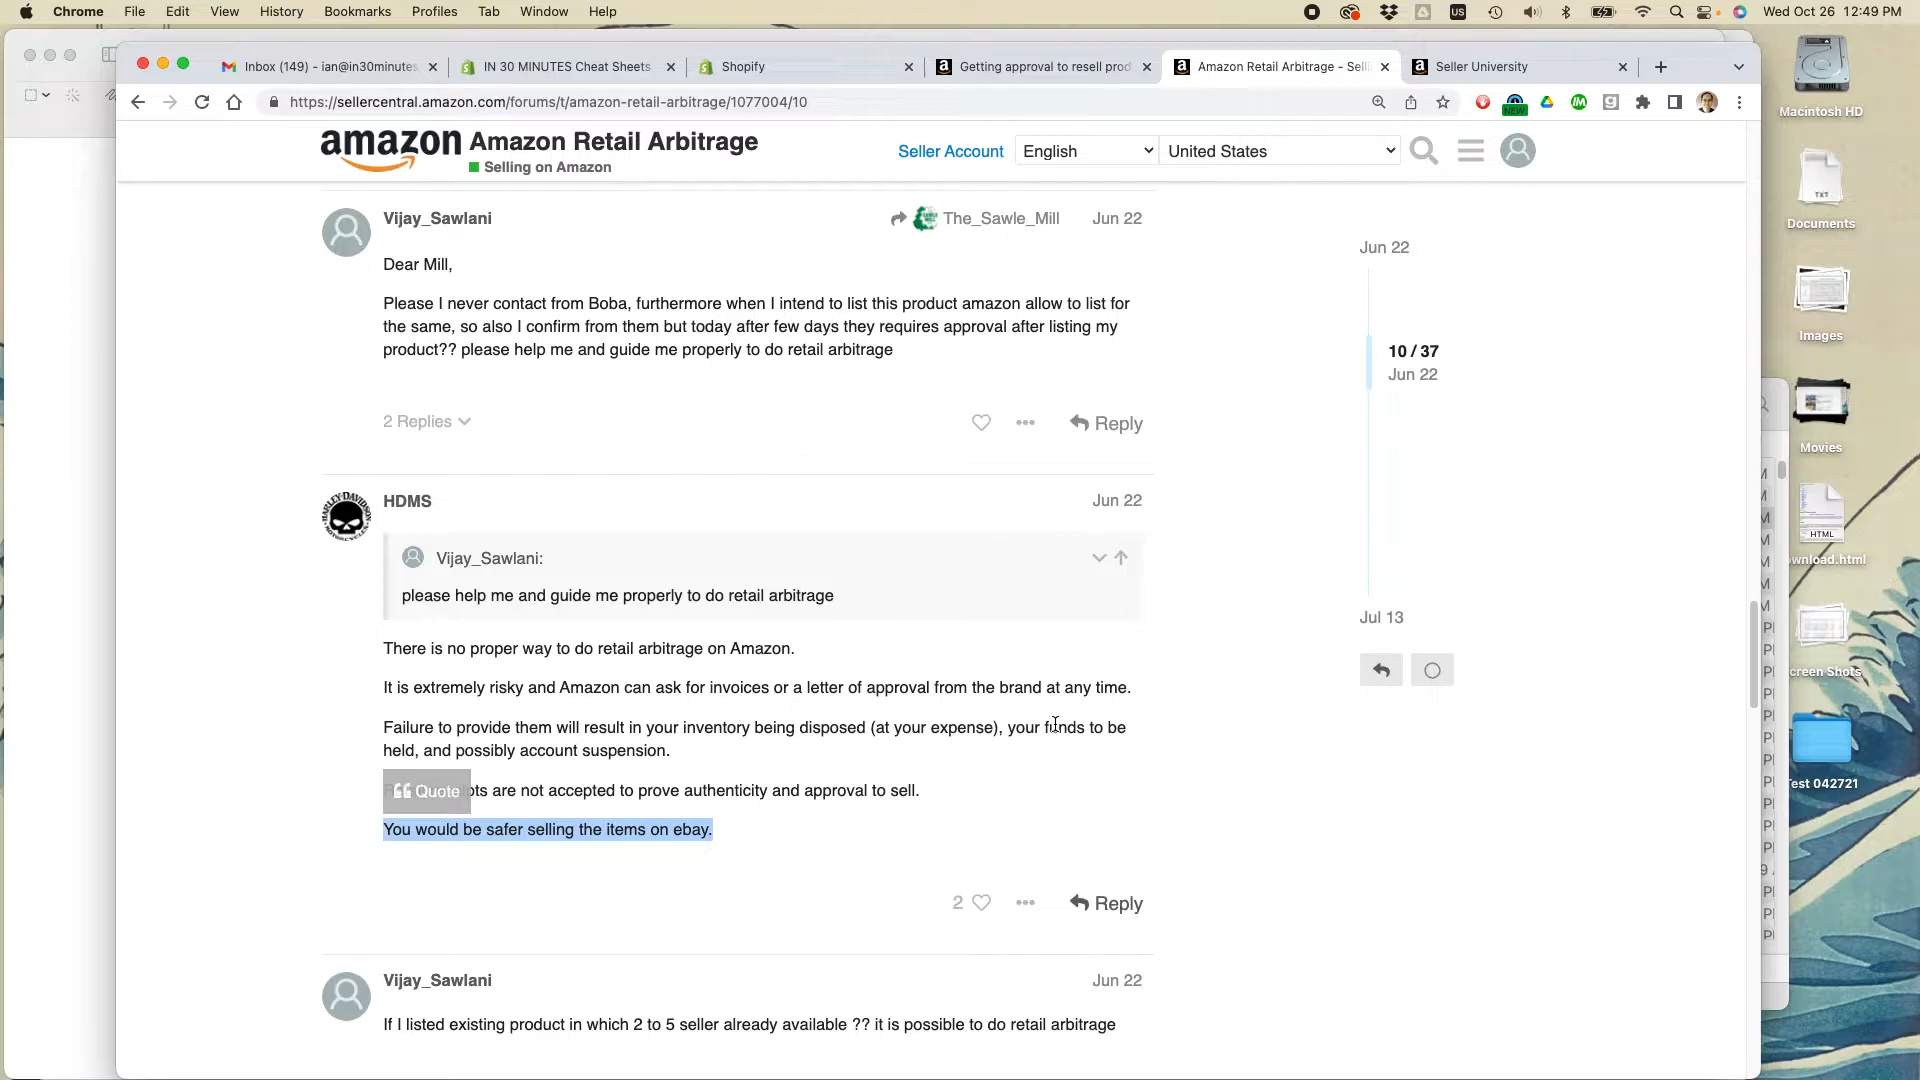 Chrome File Edit View History Bookmarks Profiles Tab Window Help
US
Wed Oct 26 12:49 PM
Inbox (149) - ian@in30minutes
IN 30 MINUTES Cheat Sheets
Shopify
Getting approval to resell prod
Amazon Retail Arbitrage - Selli
Seller University
https://sellercentral.amazon.com/forums/t/amazon-retail-arbitrage/1077004/10
NEW
amazon Amazon Retail Arbitrage
Selling on Amazon
Seller Account
English
United States
Vijay_Sawlani
The_Sawle_Mill
Jun 22
Dear Mill,
Please I never contact from Boba, furthermore when I intend to list this product amazon allow to list for
the same, so also I confirm from them but today after few days they requires approval after listing my
product?? please help me and guide me properly to do retail arbitrage
2 Replies
Reply
HDMS
Jun 22
Vijay_Sawlani:
please help me and guide me properly to do retail arbitrage
There is no proper way to do retail arbitrage on Amazon.
It is extremely risky and Amazon can ask for invoices or a letter of approval from the brand at any time.
Failure to provide them will result in your inventory being disposed (at your expense), your funds to be
held, and possibly account suspension.
Quote
pts are not accepted to prove authenticity and approval to sell.
You would be safer selling the items on ebay.
2
Reply
Vijay_Sawlani
Jun 22
If I listed existing product in which 2 to 5 seller already available ?? it is possible to do retail arbitrage
Jun 22
10 / 37
Jun 22
Jul 13
Macintosh HD
TXT
Documents
Images
Movies
HTML
wnload.html
creen Shots
Test 042721